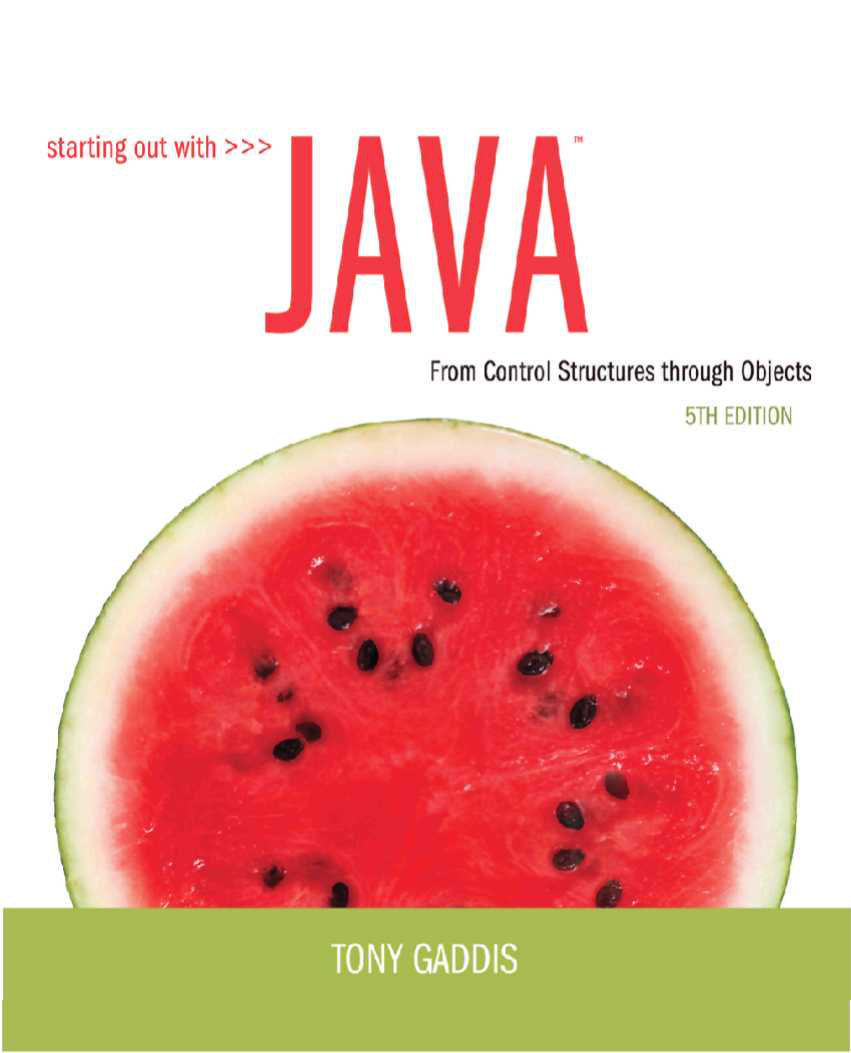 starting out with >>>
JAVA™
From Control Structures through Objects
5TH EDITION
TONY GADDIS